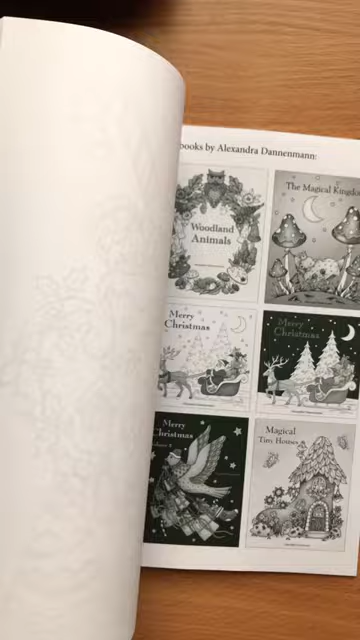 books by Alexandra Dannenmann:
Woodland
Animals
The Magical Kingdo
Merry
Christmas
Merry
Christmas
Merry
Christmas
Magical
Tiny Houses